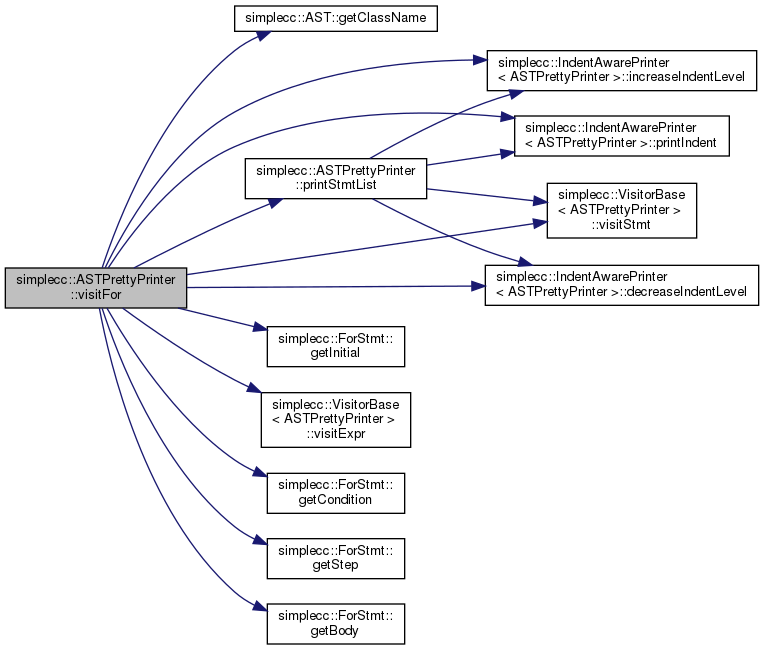 simplecc::AST::getClassName
simplecc::IndentAwarePrinter
< ASTPrettyPrinter >::increaseIndentLevel
simplecc::IndentAwarePrinter
< ASTPrettyPrinter >::printIndent
simplecc::ASTPrettyPrinter
::printStmtList
simplecc::VisitorBase
< ASTPrettyPrinter >
::visitStmt
simplecc::ASTPrettyPrinter
::visitFor
simplecc::IndentAwarePrinter
< ASTPrettyPrinter >::decreaseIndentLevel
simplecc::ForStmt::
getInitial
simplecc::VisitorBase
< ASTPrettyPrinter >
::visitExpr
simplecc::ForStmt::
getCondition
simplecc::ForStmt::
getStep
simplecc::ForStmt::
getBody